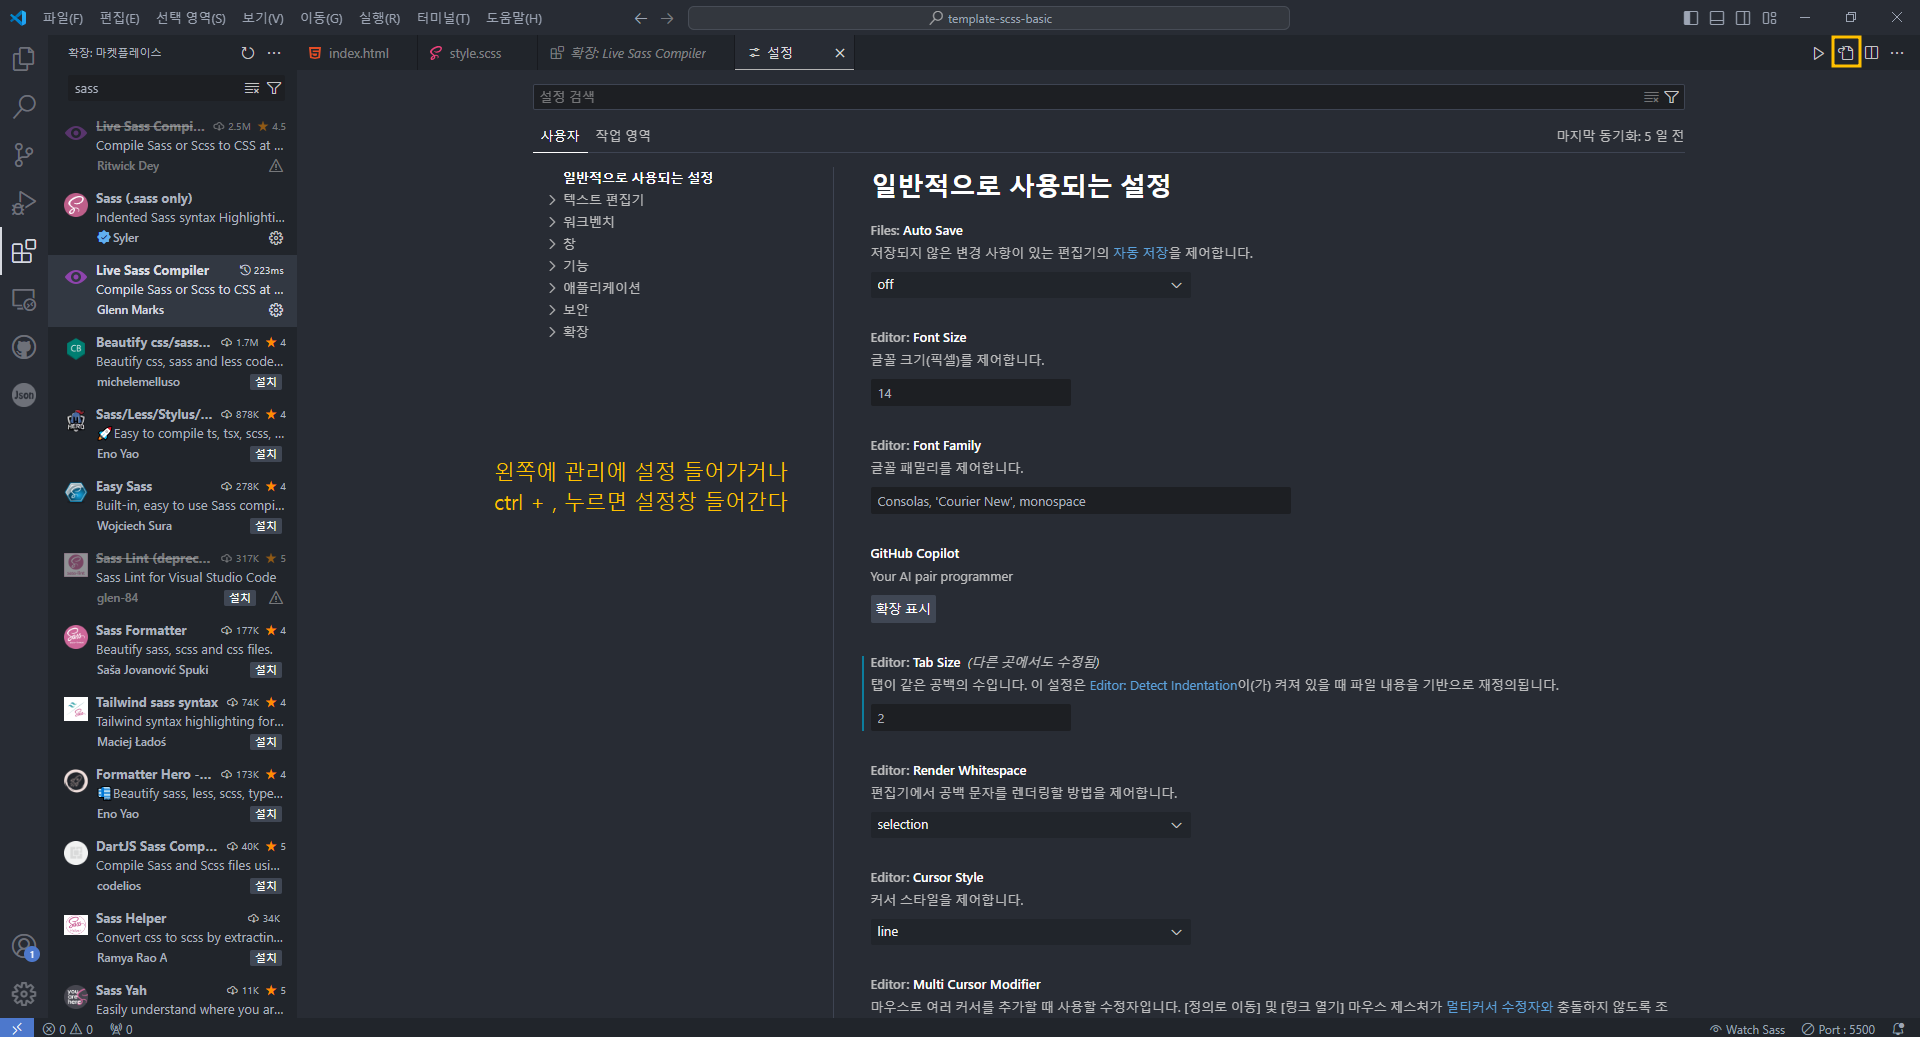 파일(F) 편집(E) 선택 영역(S) 보기(V) 이동(G) 실행(R) 터미널(T) 도움말(H) template-scss-basic
확장: 마켓플레이스
index.html style.scss 확장: Live Sass Compiler 설정
sass
Live Sass Compi... 2.5M 4.5
Compile Sass or Scss to CSS at ...
Ritwick Dey
Sass (.sass only)
Indented Sass syntax Highlighti...
Syler
Live Sass Compiler 223ms
Compile Sass or Scss to CSS at ...
Glenn Marks
CB
Beautify css/sass... 1.7M 4
Beautify css, sass and less code...
michelemelluso 설치
HERO
Sass/Less/Stylus/... 878K 4
Easy to compile ts, tsx, scss, ...
Eno Yao 설치
Easy Sass 278K 4
Built-in, easy to use Sass compi...
Wojciech Sura 설치
Sass Lint (deprec... 317K 5
Sass Lint for Visual Studio Code
glen-84 설치
Sass Formatter 177K 4
Beautify sass, scss and css files.
Saša Jovanović Spuki 설치
Tailwind sass syntax 74K 4
Tailwind syntax highlighting for...
Maciej Ładoś 설치
Formatter Hero -... 173K 4
Beautify sass, less, scss, type...
Eno Yao 설치
DartJS Sass Comp... 40K 5
Compile Sass and Scss files usi...
codelios 설치
Sass Helper 34K
Convert css to scss by extractin...
Ramya Rao A 설치
you are here
Sass Yah 11K 5
Easily understand where you ar...
Json
1
설정 검색
사용자 작업 영역 마지막 동기화: 5 일 전
일반적으로 사용되는 설정
텍스트 편집기
워크벤치
창
기능
애플리케이션
보안
확장
왼쪽에 관리에 설정 들어가거나
ctrl + , 누르면 설정창 들어간다
일반적으로 사용되는 설정
Files: Auto Save
저장되지 않은 변경 사항이 있는 편집기의 자동 저장을 제어합니다.
off
Editor: Font Size
글꼴 크기(픽셀)를 제어합니다.
14
Editor: Font Family
글꼴 패밀리를 제어합니다.
Consolas, 'Courier New', monospace
GitHub Copilot
Your AI pair programmer
확장 표시
Editor: Tab Size (다른 곳에서도 수정됨)
탭이 같은 공백의 수입니다. 이 설정은 Editor: Detect Indentation이(가) 켜져 있을 때 파일 내용을 기반으로 재정의됩니다.
2
Editor: Render Whitespace
편집기에서 공백 문자를 렌더링할 방법을 제어합니다.
selection
Editor: Cursor Style
커서 스타일을 제어합니다.
line
Editor: Multi Cursor Modifier
마우스로 여러 커서를 추가할 때 사용할 수정자입니다. [정의로 이동] 및 [링크 열기] 마우스 제스처가 멀티커서 수정자와 충돌하지 않도록 조
0 0 0 Watch Sass Port : 5500